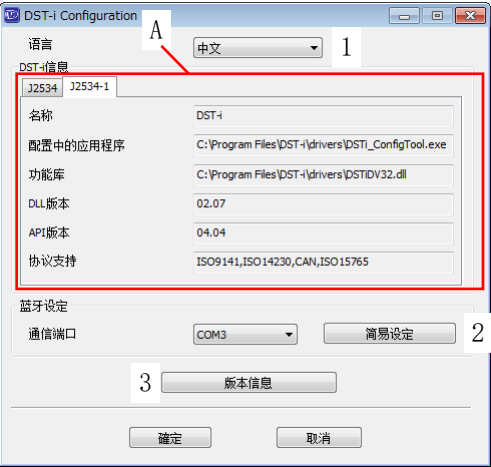 DST-i Configuration
A
语言
中文
1
DST-i信息
J2534 J2534-1
名称 DST-i
配置中的应用程序 C:\Program Files\DST-i\drivers\DSTi_ConfigTool.exe
功能库 C:\Program Files\DST-i\drivers\DSTiDV32.dll
DLL版本 02.07
API版本 04.04
协议支持 ISO9141,ISO14230,CAN,ISO15765
蓝牙设定
通信端口 COM3 简易设定 2
3 版本信息
確定 取消